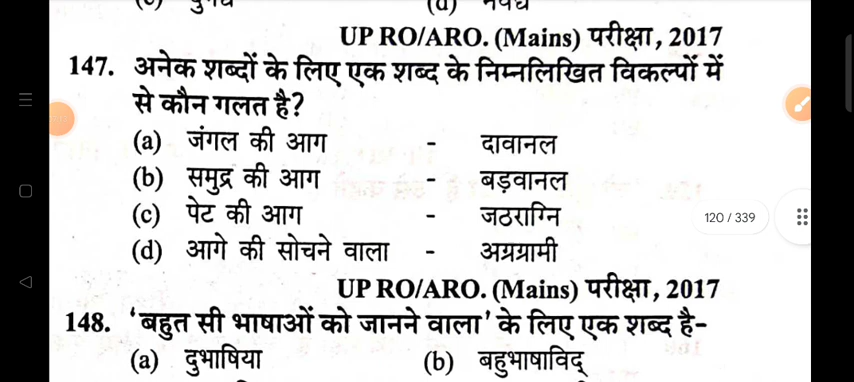 UP RO/ARO. (Mains) परीक्षा, 2017
147. अनेक शब्दों के लिए एक शब्द के निम्नलिखित विकल्पों में
से कौन गलत है?
(a) जंगल की आग - दावानल
(b) समुद्र की आग - बड़वानल
(c) पेट की आग - जठराग्नि
(d) आगे की सोचने वाला - अग्रग्रामी
120 / 339
UP RO/ARO. (Mains) परीक्षा, 2017
148. 'बहुत सी भाषाओं को जानने वाला' के लिए एक शब्द है-
(a) दुभाषिया (b) बहुभाषाविद्